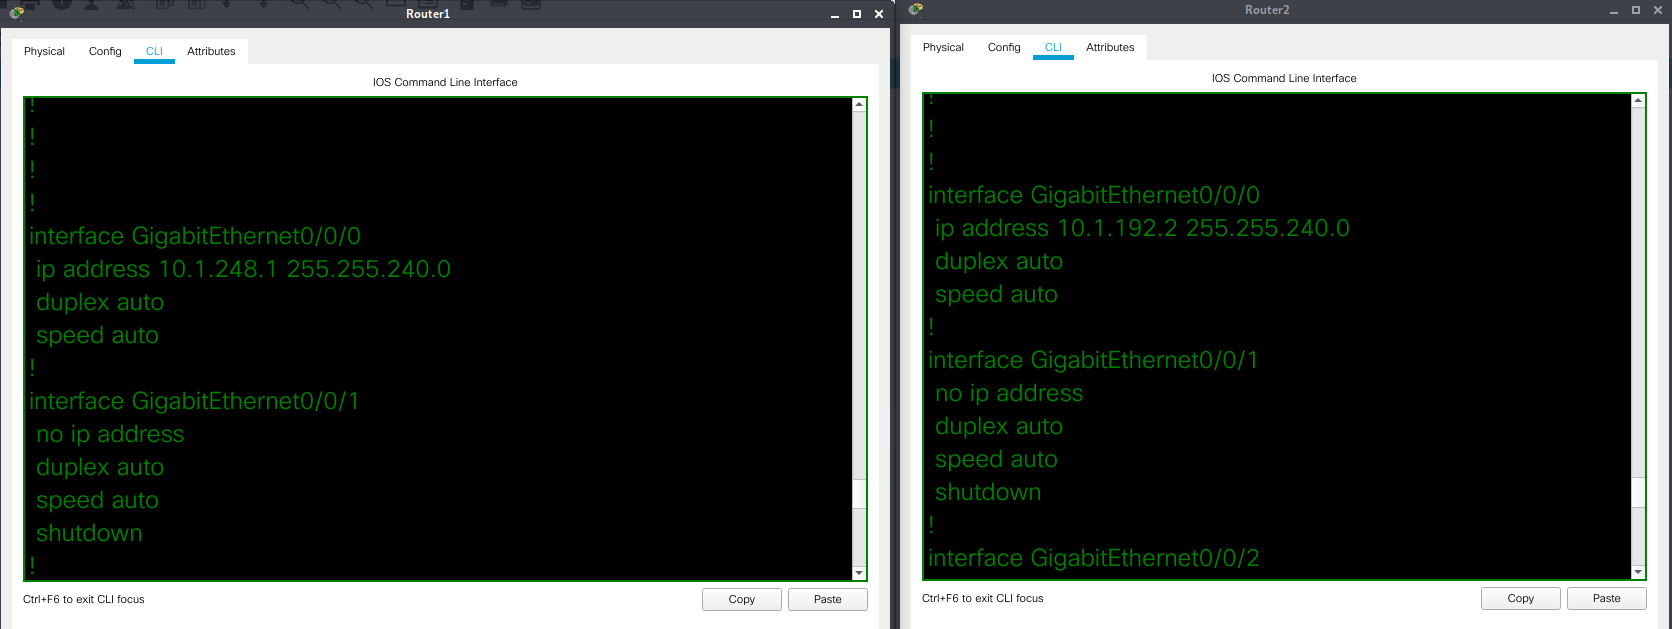 Router1
Physical Config CLI Attributes
IOS Command Line Interface
!
!
!
!
interface GigabitEthernet0/0/0
ip address 10.1.248.1 255.255.240.0
duplex auto
speed auto
!
interface GigabitEthernet0/0/1
no ip address
duplex auto
speed auto
shutdown
!
Ctrl+F6 to exit CLI focus
Copy Paste
Router2
Physical Config CLI Attributes
IOS Command Line Interface
!
!
!
interface GigabitEthernet0/0/0
ip address 10.1.192.2 255.255.240.0
duplex auto
speed auto
!
interface GigabitEthernet0/0/1
no ip address
duplex auto
speed auto
shutdown
!
interface GigabitEthernet0/0/2
Ctrl+F6 to exit CLI focus
Copy Paste